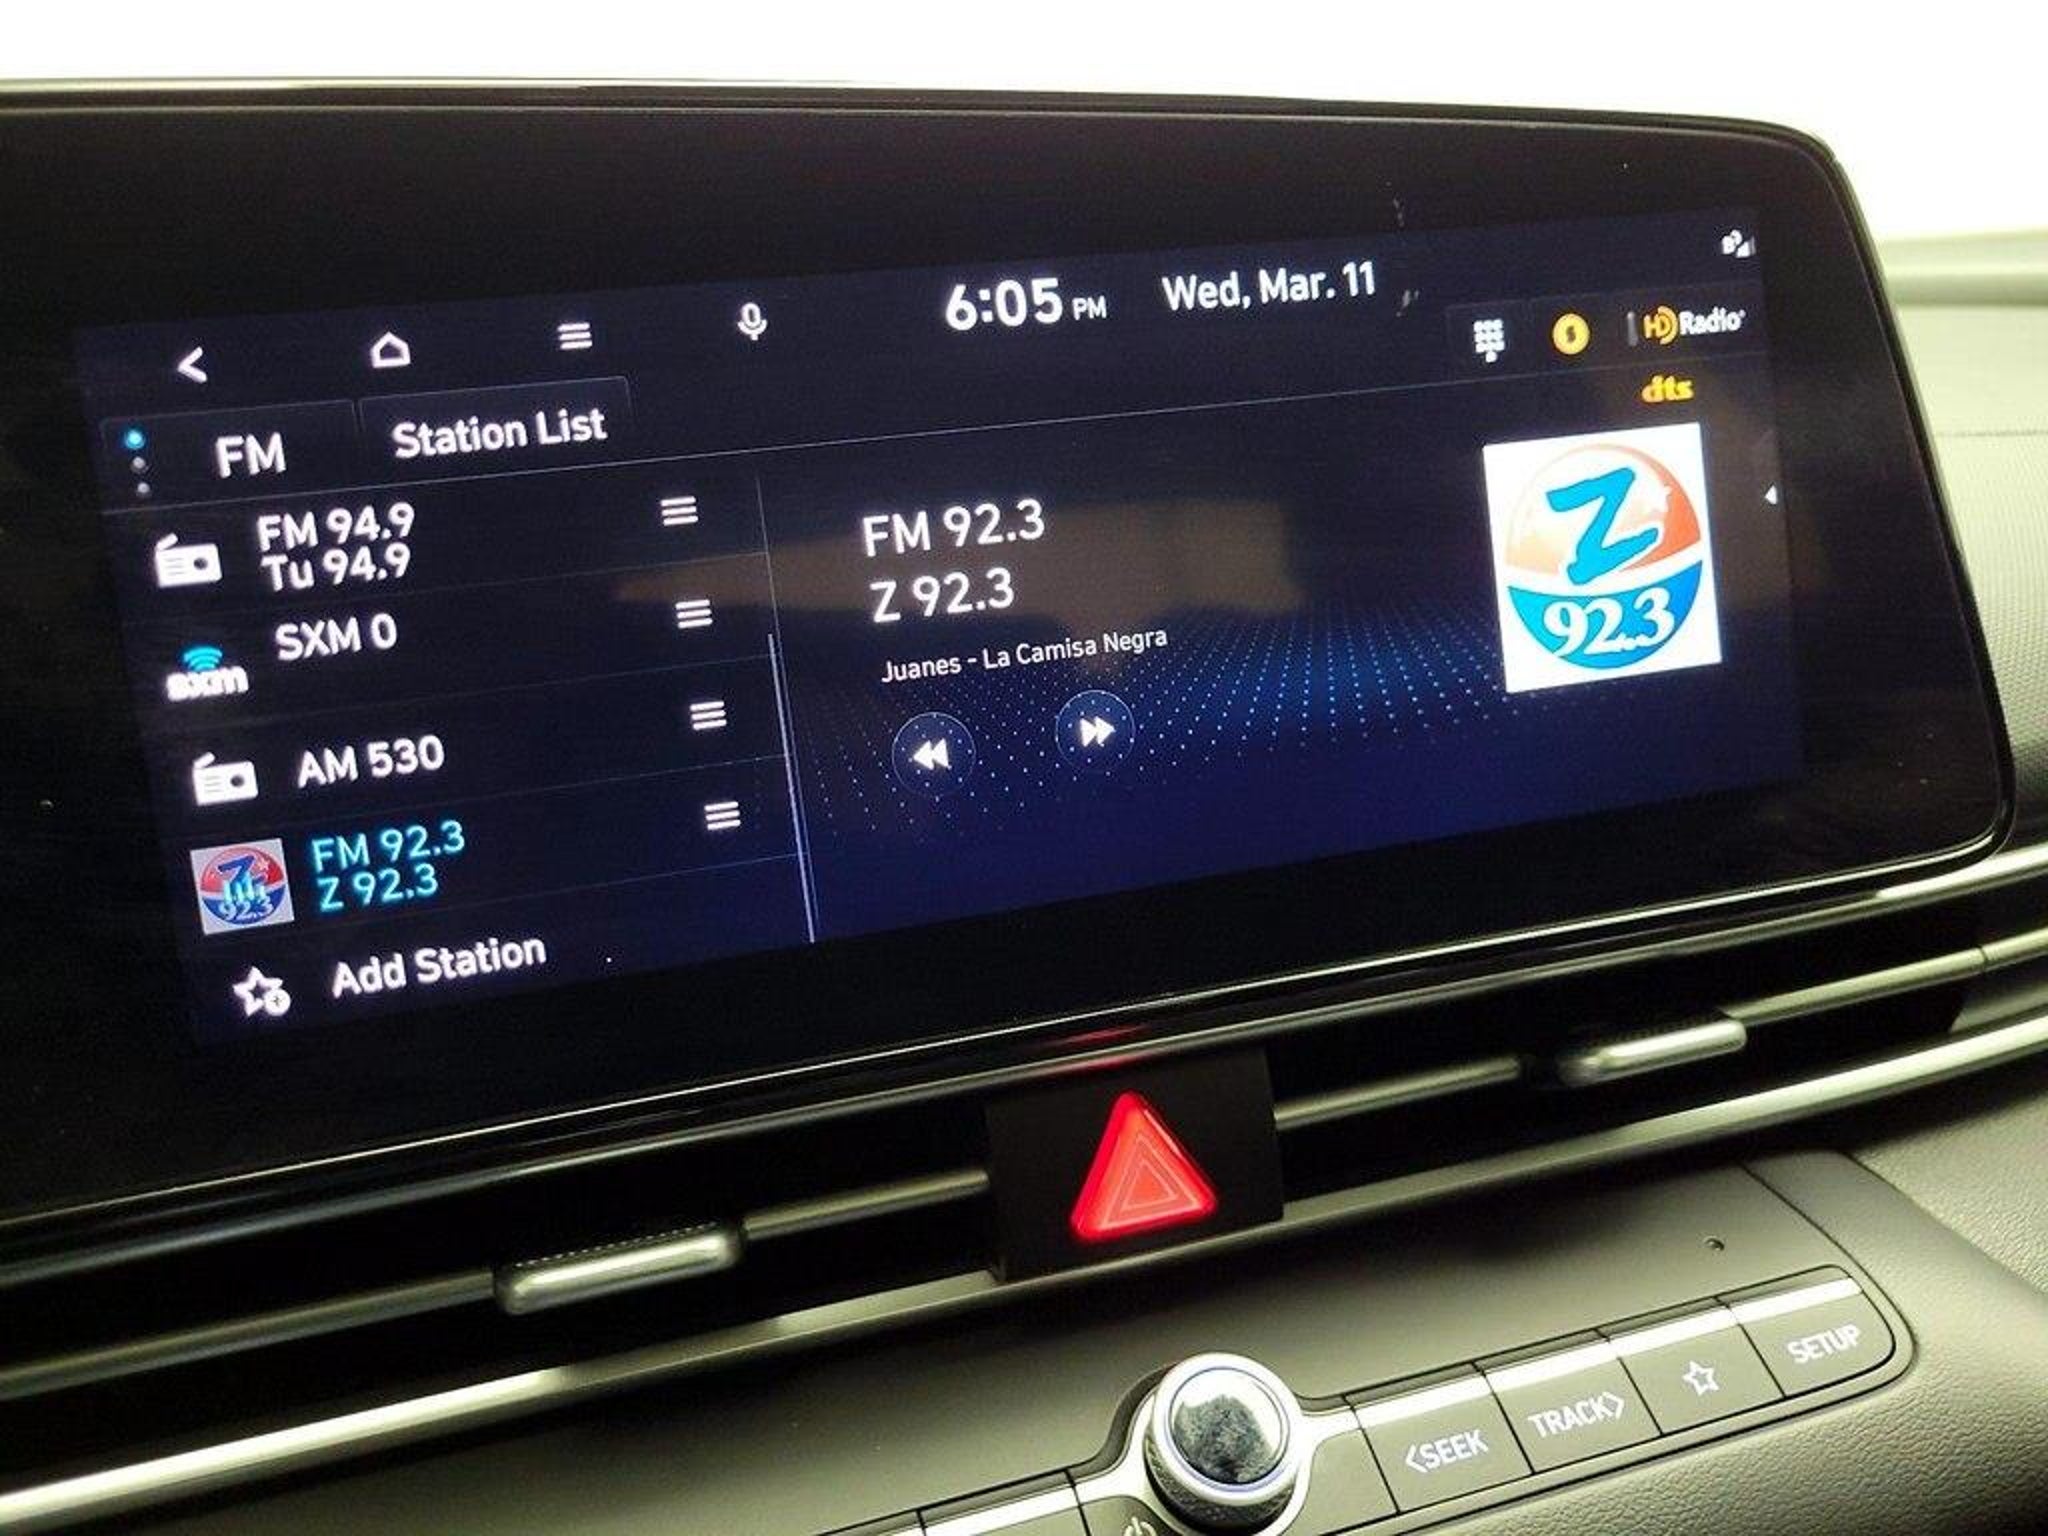 6:05 PM
Wed, Mar. 11
HD Radio
dts
FM
Station List
FM 94.9
Tu 94.9
sxm
SXM 0
AM 530
Z
92.3
FM 92.3
Z 92.3
Add Station
FM 92.3
Z 92.3
Juanes - La Camisa Negra
Z
92.3
<SEEK
TRACK>
SETUP